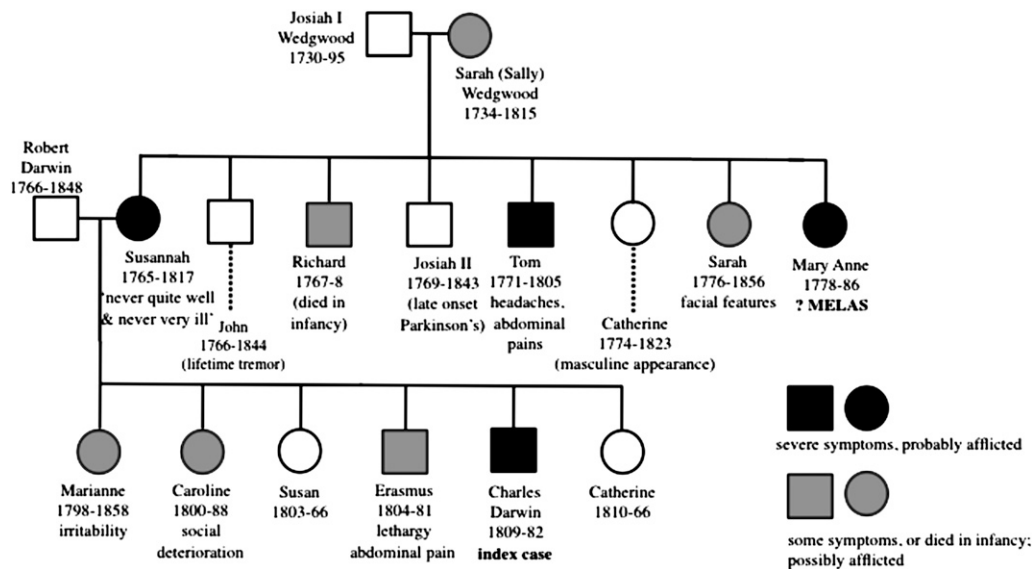 Josiah I
Wedgwood
1730-95
Sarah (Sally)
Wedgwood
1734-1815
Robert
Darwin
1766-1848
Susannah
1765-1817
'never quite well
& never very ill'
John
1766-1844
(lifetime tremor)
Richard
1767-8
(died in
infancy)
Josiah II
1769-1843
(late onset
Parkinson's)
Tom
1771-1805
headaches,
abdominal
pains
Catherine
1774-1823
(masculine appearance)
Sarah
1776-1856
facial features
Mary Anne
1778-86
? MELAS
Marianne
1798-1858
irritability
Caroline
1800-88
social
deterioration
Susan
1803-66
Erasmus
1804-81
lethargy
abdominal pain
Charles
Darwin
1809-82
index case
Catherine
1810-66
severe symptoms, probably afflicted
some symptoms, or died in infancy;
possibly afflicted